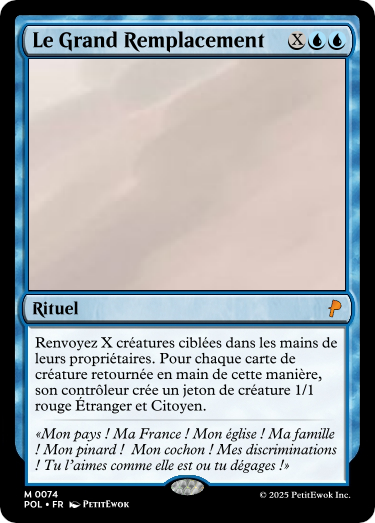 Le Grand Remplacement X
Rituel
Renvoyez X créatures ciblées dans les mains de
leurs propriétaires. Pour chaque carte de
créature retournée en main de cette manière,
son contrôleur crée un jeton de créature 1/1
rouge Étranger et Citoyen.
«Mon pays ! Ma France ! Mon église ! Ma famille
! Mon pinard ! Mon cochon ! Mes discriminations
! Tu l'aimes comme elle est ou tu dégages !»
M 0074
POL • FR PetitEwok
© 2025 PetitEwok Inc.